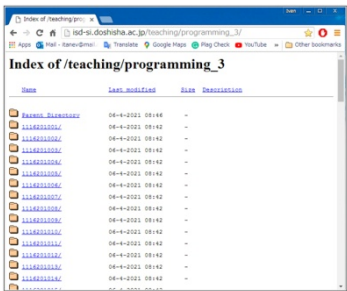 Index of /teaching/prog
Ivan
isd-si.doshisha.ac.jp/teaching/programming_3/
Apps Mail - itanev@mail Translate Google Maps Plag Check YouTube » Other bookmarks
Index of /teaching/programming_3
Name Last modified Size Description
Parent Directory 06-4-2021 08:46 -
1116201001/ 06-4-2021 08:42 -
1116201002/ 06-4-2021 08:42 -
1116201003/ 06-4-2021 08:42 -
1116201004/ 06-4-2021 08:42 -
1116201005/ 06-4-2021 08:42 -
1116201006/ 06-4-2021 08:42 -
1116201007/ 06-4-2021 08:42 -
1116201008/ 06-4-2021 08:42 -
1116201009/ 06-4-2021 08:42 -
1116201010/ 06-4-2021 08:42 -
1116201011/ 06-4-2021 08:42 -
1116201012/ 06-4-2021 08:42 -
1116201013/ 06-4-2021 08:42 -
1116201014/ 06-4-2021 08:42 -